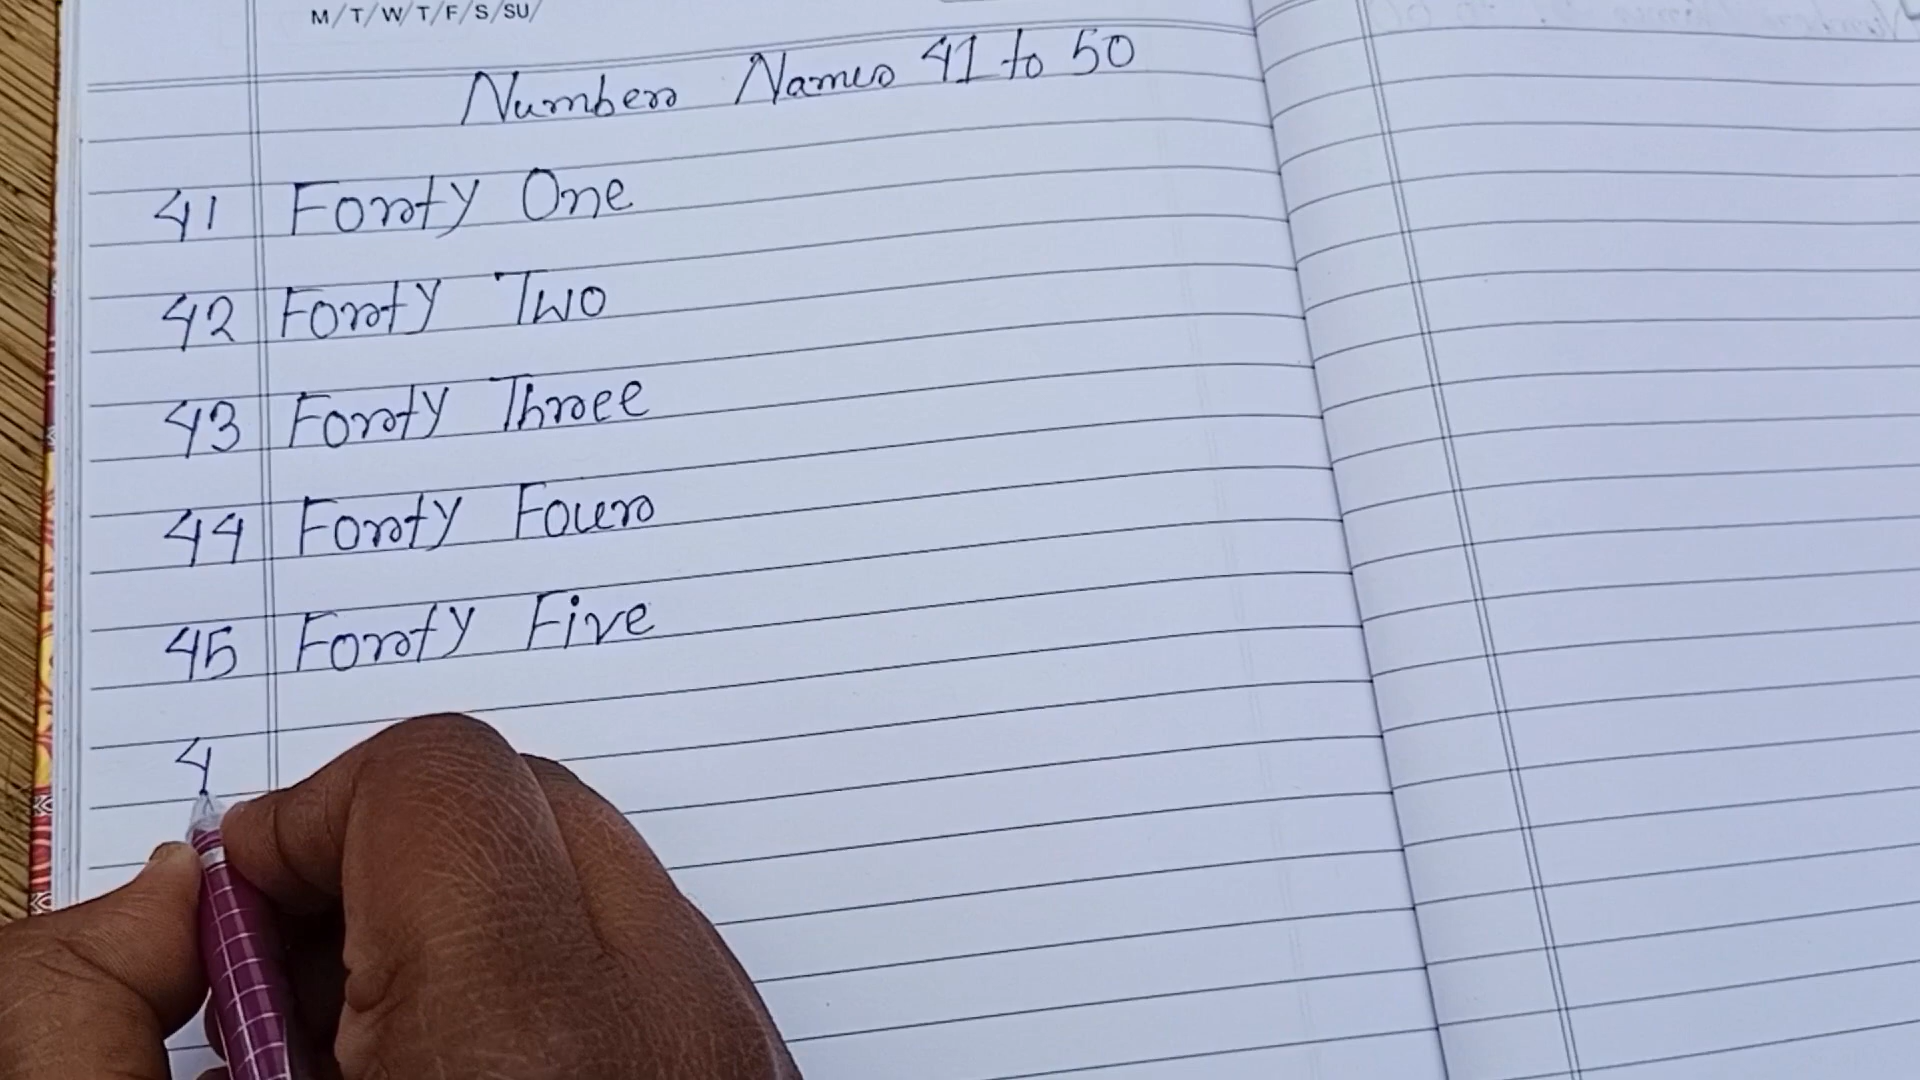 M/T/W/T/F/S/SU/
Number Names 41 to 50
41 Forty One
42 Forty Two
43 Forty Three
44 Forty Four
45 Forty Five
4